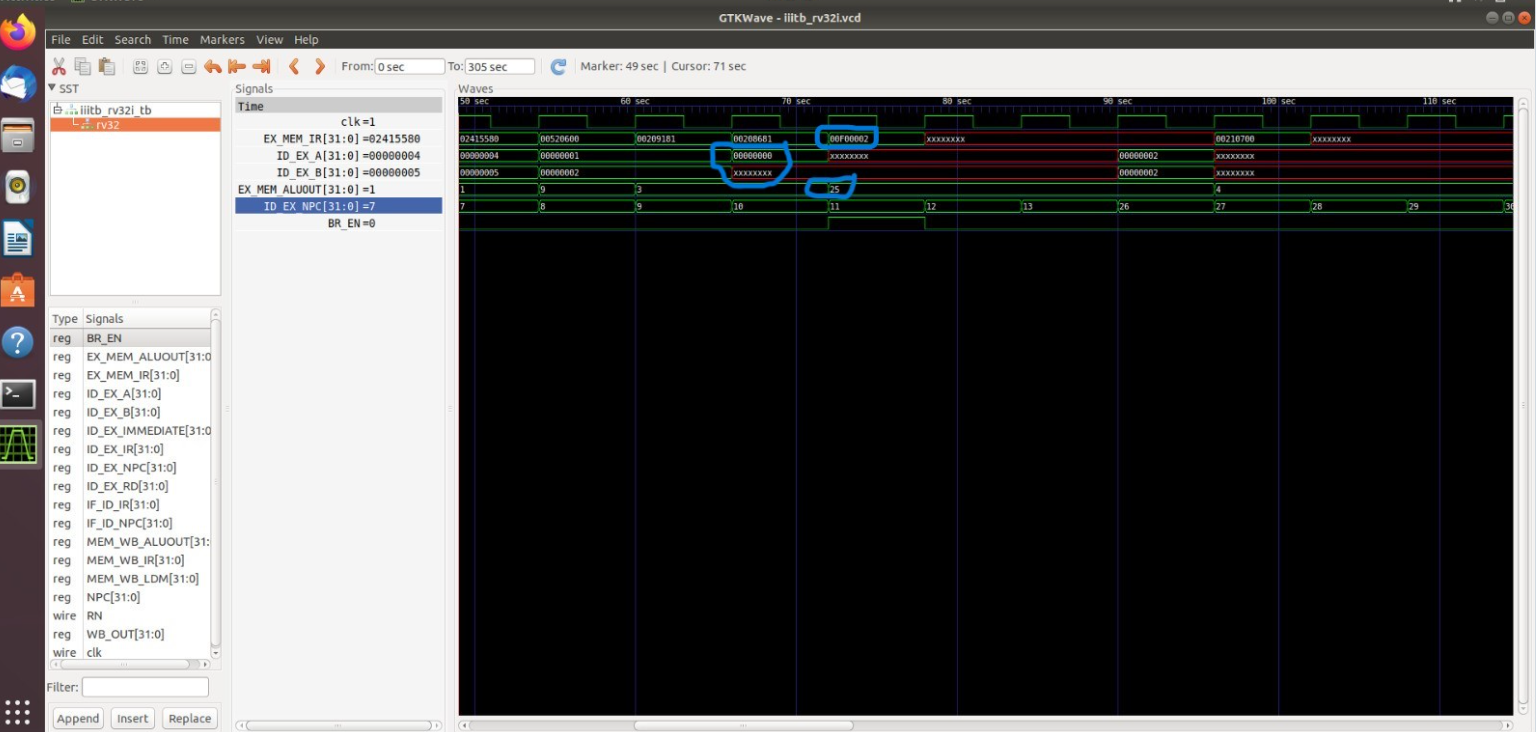 GTKWave - iiitb_rv32i.vcd
File Edit Search Time Markers View Help
From: 0 sec To: 305 sec Marker: 49 sec | Cursor: 71 sec
SST
iiitb_rv32i_tb
rv32
Type Signals
reg BR_EN
reg EX_MEM_ALUOUT[31:0
reg EX_MEM_IR[31:0]
reg ID_EX_A[31:0]
reg ID_EX_B[31:0]
reg ID_EX_IMMEDIATE[31:0
reg ID_EX_IR[31:0]
reg ID_EX_NPC[31:0]
reg ID_EX_RD[31:0]
reg IF_ID_IR[31:0]
reg IF_ID_NPC[31:0]
reg MEM_WB_ALUOUT[31:
reg MEM_WB_IR[31:0]
reg MEM_WB_LDM[31:0]
reg NPC[31:0]
wire RN
reg WB_OUT[31:0]
wire clk
Filter:
Append Insert Replace
Signals
Time
clk=1
EX_MEM_IR[31:0]=02415580
ID_EX_A[31:0]=00000004
ID_EX_B[31:0]=00000005
EX_MEM_ALUOUT[31:0]=1
ID_EX_NPC[31:0]=7
BR_EN=0
Waves
50 sec 60 sec 70 sec 80 sec 90 sec 100 sec 110 sec
02415580 00520600 00209181 00208681 00F00002 xxxxxxxx 00210700 xxxxxxxx
00000004 00000001 00000000 xxxxxxxx 00000002 xxxxxxxx
00000005 00000002 xxxxxxxx 00000002 xxxxxxxx
1 9 3 25 4
7 8 9 10 11 12 13 26 27 28 29